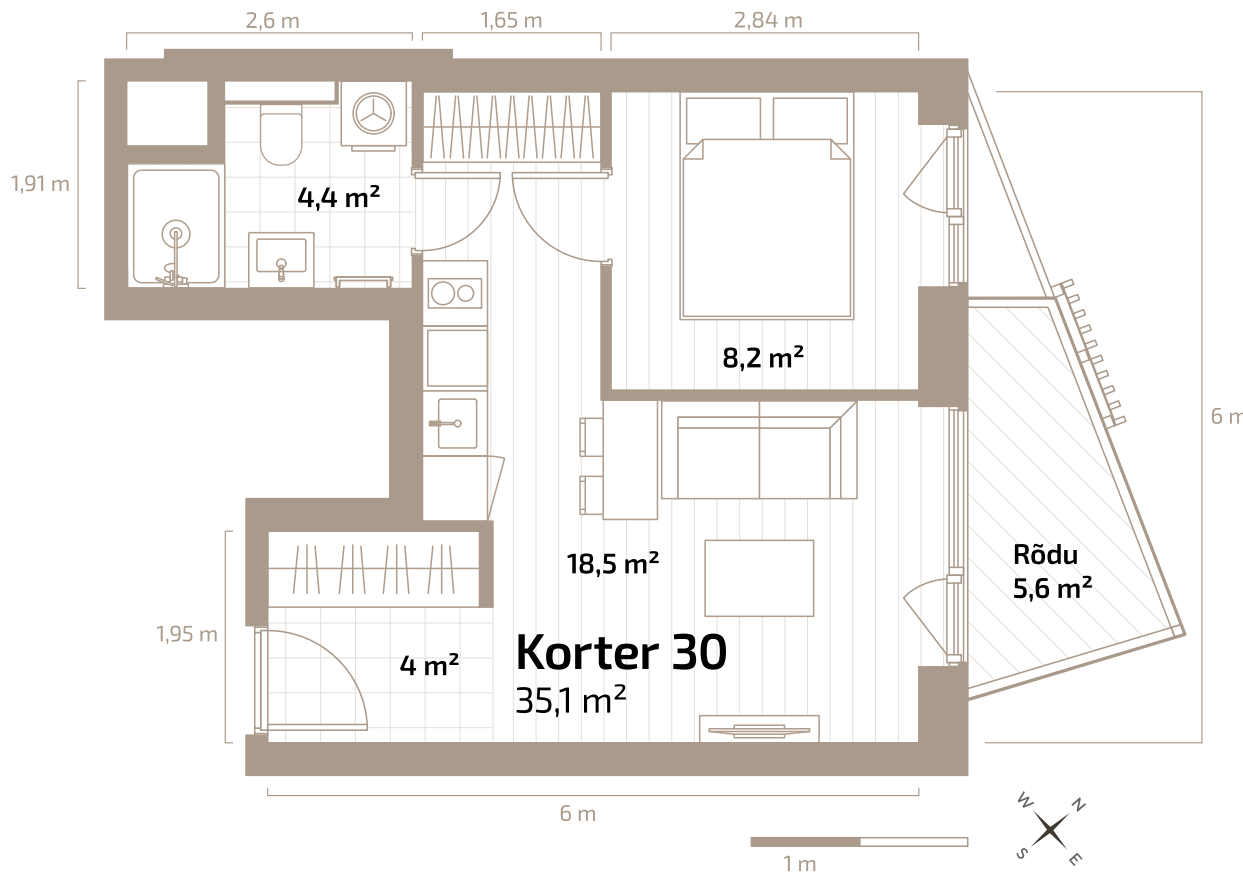 2,6 m
1,65 m
2,84 m
1,91 m
4,4 m²
8,2 m²
6 m
18,5 m²
Rõdu
5,6 m²
1,95 m
4 m²
Korter 30
35,1 m²
6 m
1 m
W
N
S
E